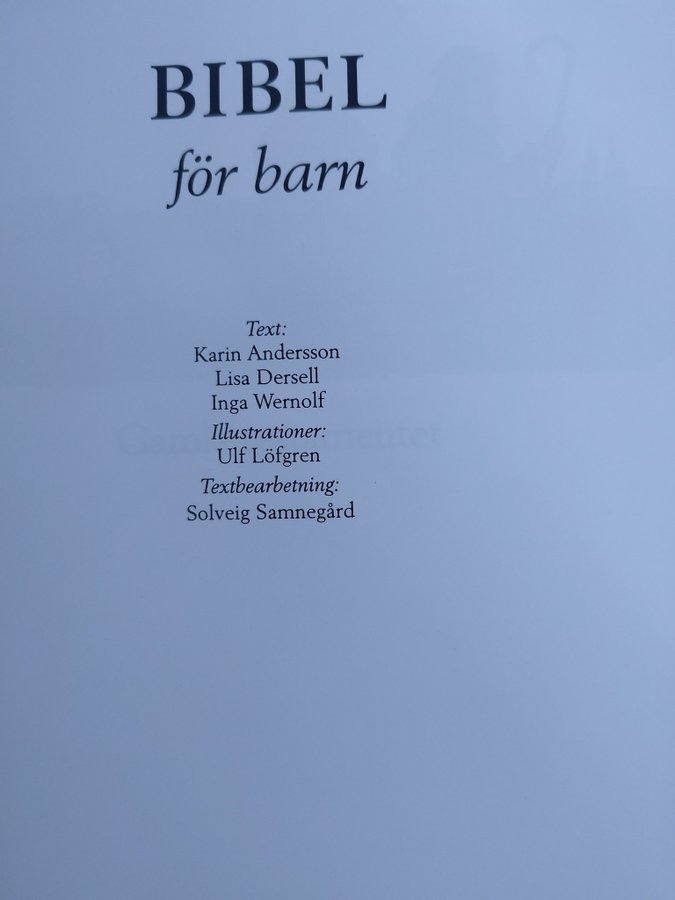 BIBEL
för barn
Text:
Karin Andersson
Lisa Dersell
Inga Wernolf
Illustrationer:
Ulf Löfgren
Textbearbetning:
Solveig Samnegård